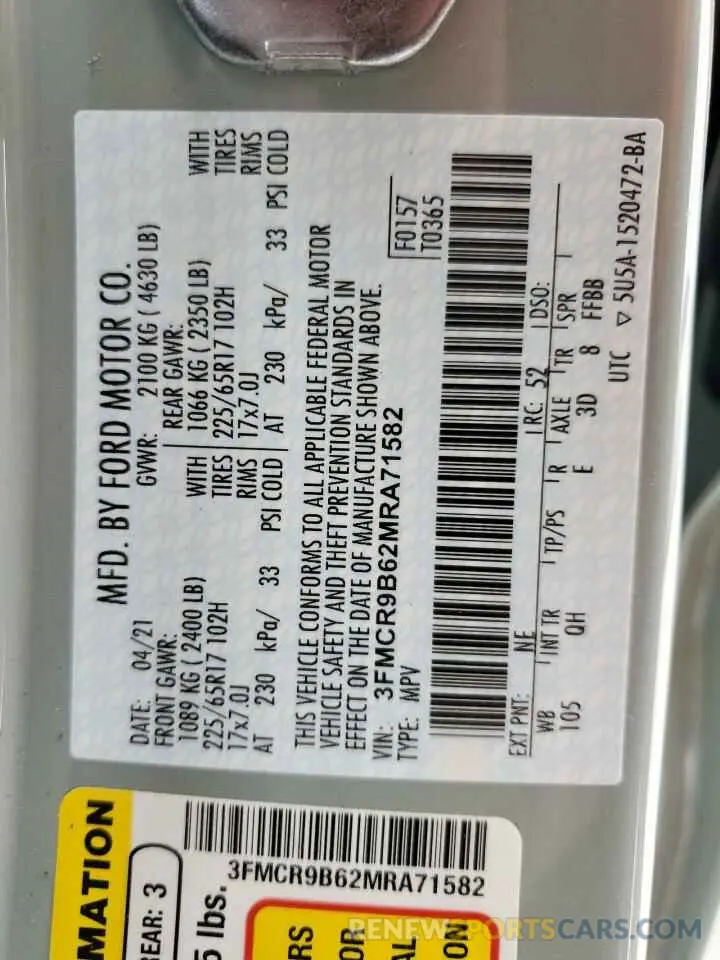 MFD. BY FORD MOTOR CO.
DATE: 04/21 GVWR: 2100 KG ( 4630 LB)
FRONT GAWR: REAR GAWR:
1089 KG ( 2400 LB) WITH 1066 KG ( 2350 LB) WITH
225/65R17 102H TIRES 225/65R17 102H TIRES
17x7.0J RIMS 17x7.0J RIMS
AT 230 kPa/ 33 PSI COLD AT 230 kPa/ 33 PSI COLD
THIS VEHICLE CONFORMS TO ALL APPLICABLE FEDERAL MOTOR
VEHICLE SAFETY AND THEFT PREVENTION STANDARDS IN
EFFECT ON THE DATE OF MANUFACTURE SHOWN ABOVE.
VIN: 3FMCR9B62MRA71582
TYPE: MPV
F0157
T0365
EXT PNT: NE RC: 52 DSO:
WB INT TR TP/PS R AXLE TR SPR
105 QH E 3D 8 FFBB
UTC ▽ 5U5A-1520472-BA
MATION
REAR: 3
5 lbs.
3FMCR9B62MRA71582
RS
OR
AL
ON
RENEWSPORTSCARS.COM